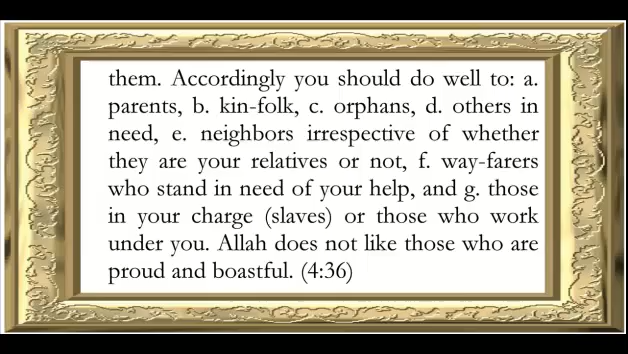 them. Accordingly you should do well to: a.
parents, b. kin-folk, c. orphans, d. others in
need, e. neighbors irrespective of whether
they are your relatives or not, f. way-farers
who stand in need of your help, and g. those
in your charge (slaves) or those who work
under you. Allah does not like those who are
proud and boastful. (4:36)